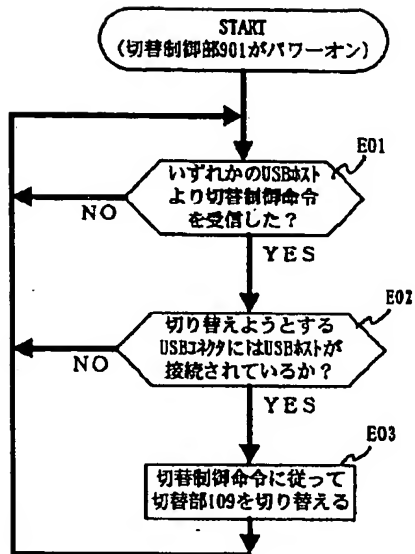 START
(切替制御部901がパワーオン)
E01
いずれかのUSBホスト
より切替制御命令
を受信した？
NO
YES
E02
切り替えようとする
USBコネクタにはUSBホストが
接続されているか？
NO
YES
E03
切替制御命令に従って
切替部109を切り替える